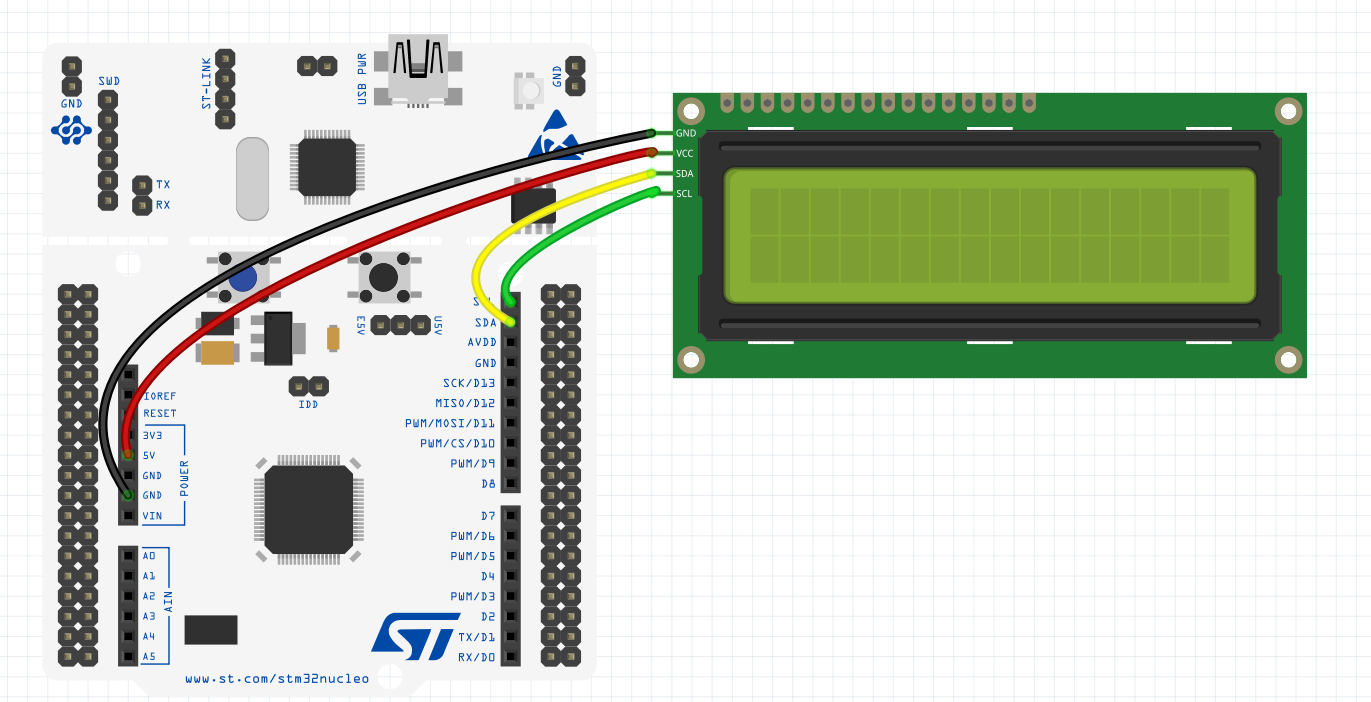 SWD
GND
ST-LINK
USB PWR
GND
TX
RX
GND
VCC
SDA
SCL
E5V
U5V
IDD
IOREF
RESET
3V3
5V
GND
GND
VIN
POWER
A0
A1
A2
A3
A4
A5
AIN
SDA
AVDD
GND
SCK/D13
MISO/D12
PWM/MOSI/D11
PWM/CS/D10
PWM/D9
D8
D7
PWM/D6
PWM/D5
D4
PWM/D3
D2
TX/D1
RX/D0
ST
www.st.com/stm32nucleo